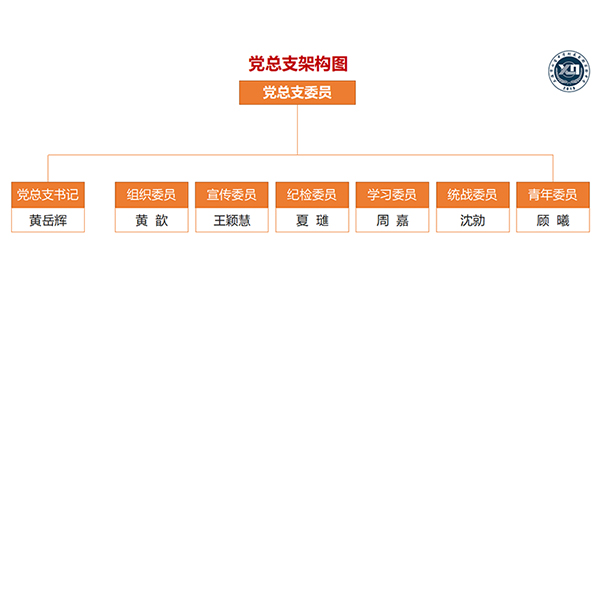 党总支架构图
党总支委员
党总支书记 组织委员 宣传委员 纪检委员 学习委员 统战委员 青年委员
黄岳辉 黄 歆 王颖慧 夏 琎 周 嘉 沈勃 顾 曦